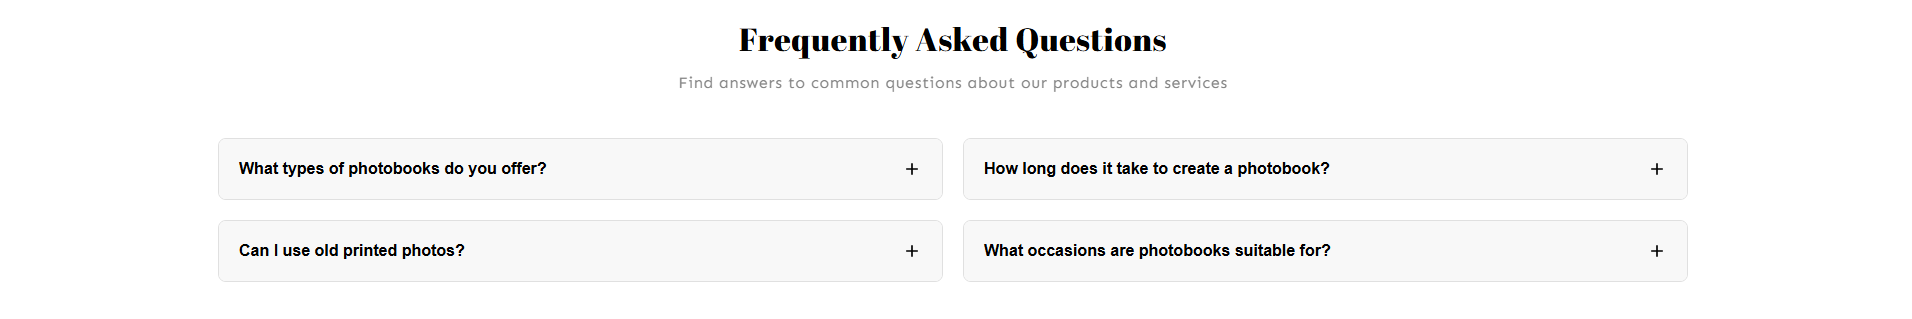 Frequently Asked Questions
Find answers to common questions about our products and services
What types of photobooks do you offer?
How long does it take to create a photobook?
Can I use old printed photos?
What occasions are photobooks suitable for?